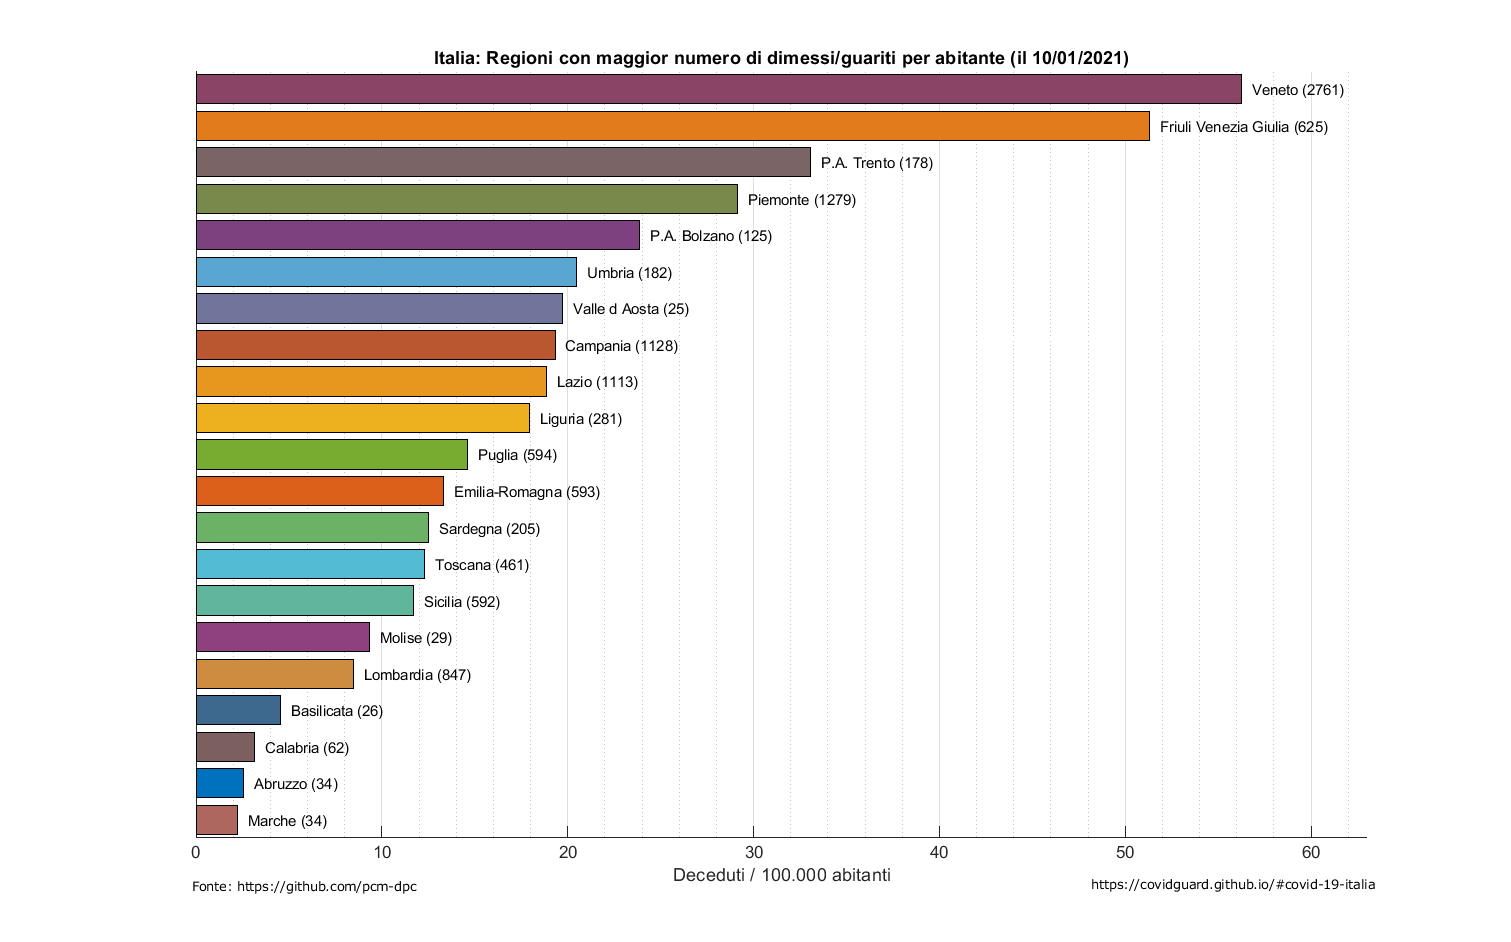 Italia: Regioni con maggior numero di dimessi/guariti per abitante (il 10/01/2021)
Veneto (2761)
Friuli Venezia Giulia (625)
P.A. Trento (178)
Piemonte (1279)
P.A. Bolzano (125)
Umbria (182)
Valle d Aosta (25)
Campania (1128)
Lazio (1113)
Liguria (281)
Puglia (594)
Emilia-Romagna (593)
Sardegna (205)
Toscana (461)
Sicilia (592)
Molise (29)
Lombardia (847)
Basilicata (26)
Calabria (62)
Abruzzo (34)
Marche (34)
0 10 20 30 40 50 60
Deceduti / 100.000 abitanti
Fonte: https://github.com/pcm-dpc
https://covidguard.github.io/#covid-19-italia